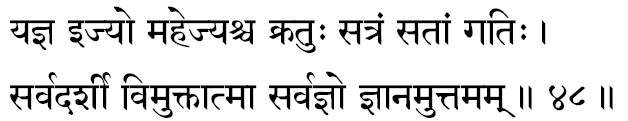 यज्ञ इज्यो महेज्यश्च क्रतुः सत्रं सतां गतिः ।
सर्वदर्शी विमुक्तात्मा सर्वज्ञो ज्ञानमुत्तमम् ॥ ४८ ॥